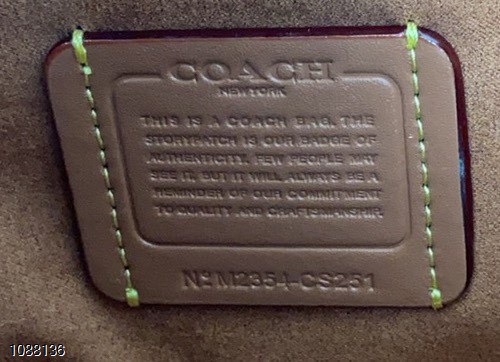 COACH
NEW YORK
THIS IS A COACH BAG. THE
STORYPATCH IS OUR BADGE OF
AUTHENTICITY. FEW PEOPLE MAY
SEE IT, BUT IT WILL ALWAYS BE A
REMINDER OF OUR COMMITMENT
TO QUALITY AND CRAFTSMANSHIP.
Nº M2354-CS251
1088136